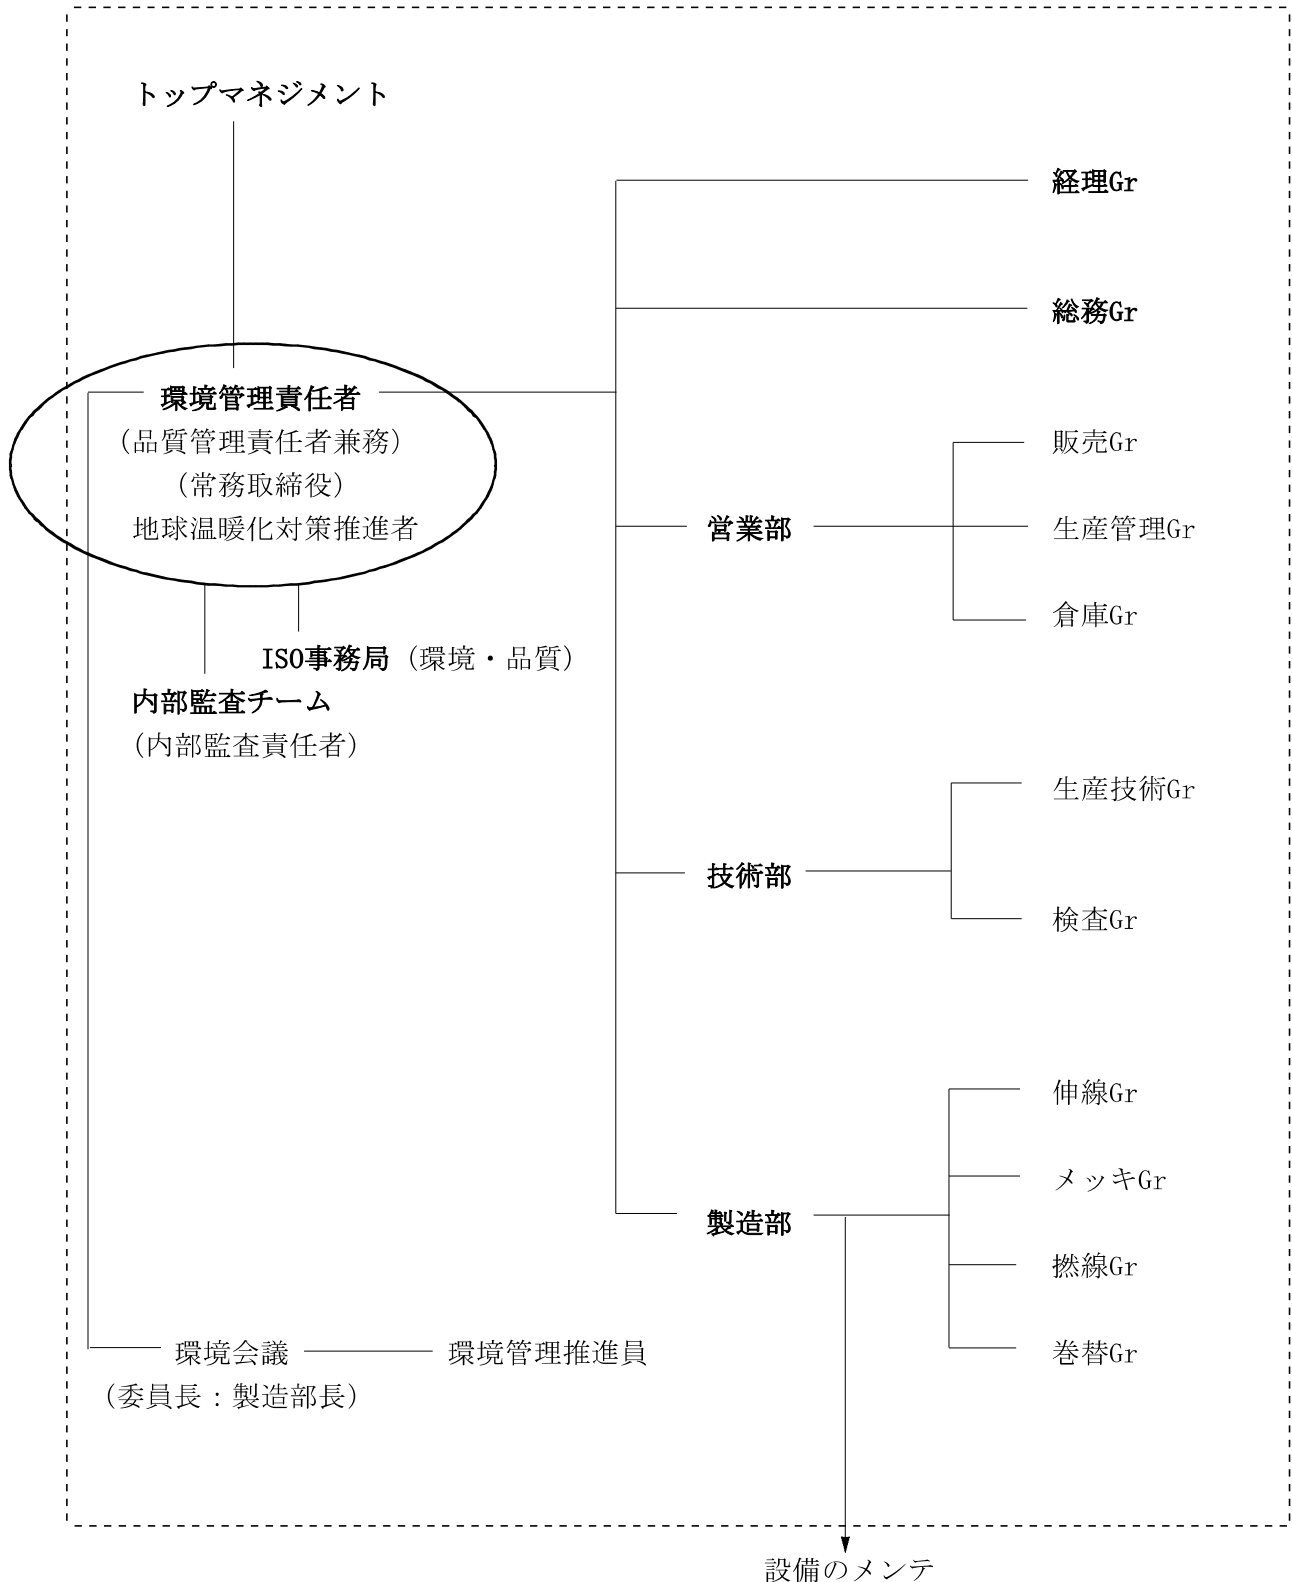 トップマネジメント
経理Gr
総務Gr
環境管理責任者
（品質管理責任者兼務）
（常務取締役）
地球温暖化対策推進者
販売Gr
営業部
生産管理Gr
倉庫Gr
ISO事務局（環境・品質）
内部監査チーム
（内部監査責任者）
生産技術Gr
技術部
検査Gr
伸線Gr
メッキGr
製造部
撚線Gr
巻替Gr
環境会議
環境管理推進員
（委員長：製造部長）
設備のメンテ